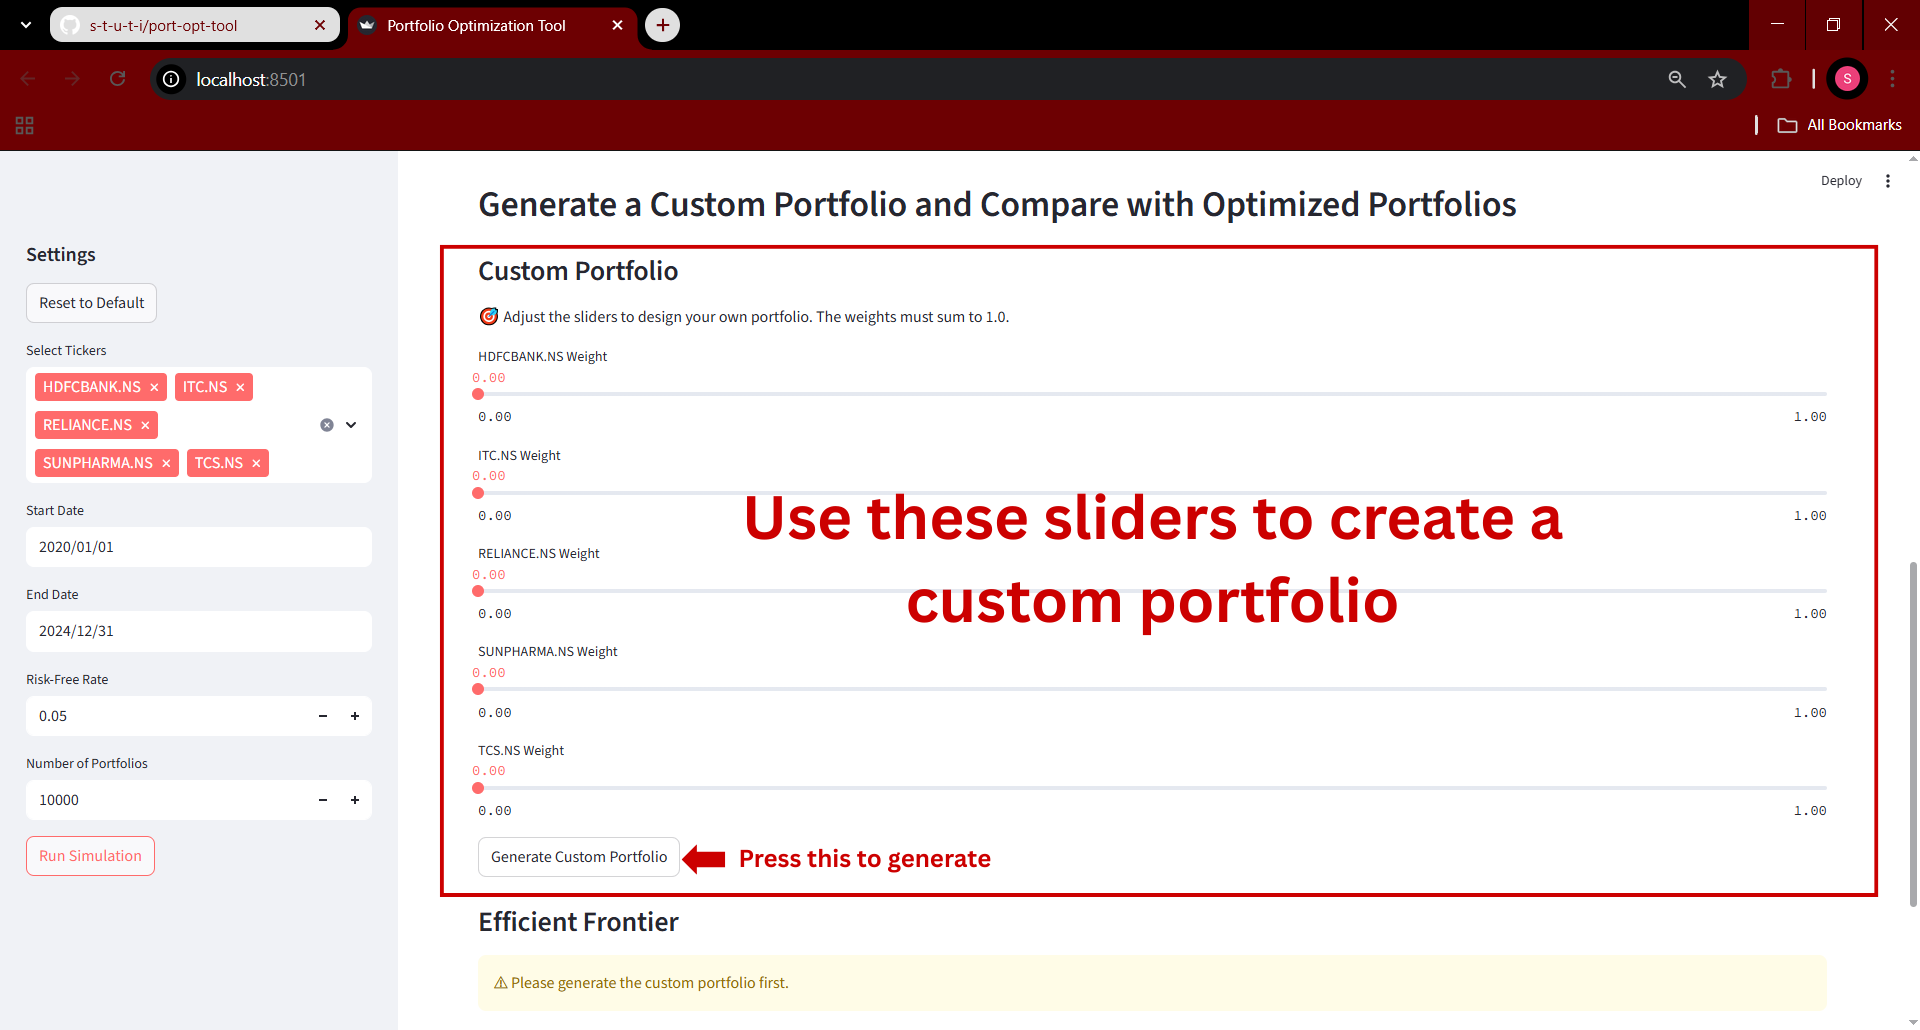 s-t-u-t-i/port-opt-tool
Portfolio Optimization Tool
localhost:8501
S
All Bookmarks
Deploy
Settings
Reset to Default
Select Tickers
HDFCBANK.NS
ITC.NS
RELIANCE.NS
SUNPHARMA.NS
TCS.NS
Start Date
2020/01/01
End Date
2024/12/31
Risk-Free Rate
0.05
Number of Portfolios
10000
Run Simulation
Generate a Custom Portfolio and Compare with Optimized Portfolios
Custom Portfolio
🎯 Adjust the sliders to design your own portfolio. The weights must sum to 1.0.
HDFCBANK.NS Weight
0.00
0.00 1.00
ITC.NS Weight
0.00
0.00 1.00
Use these sliders to create a
custom portfolio
RELIANCE.NS Weight
0.00
0.00 1.00
SUNPHARMA.NS Weight
0.00
0.00 1.00
TCS.NS Weight
0.00
0.00 1.00
Generate Custom Portfolio
Press this to generate
Efficient Frontier
⚠ Please generate the custom portfolio first.